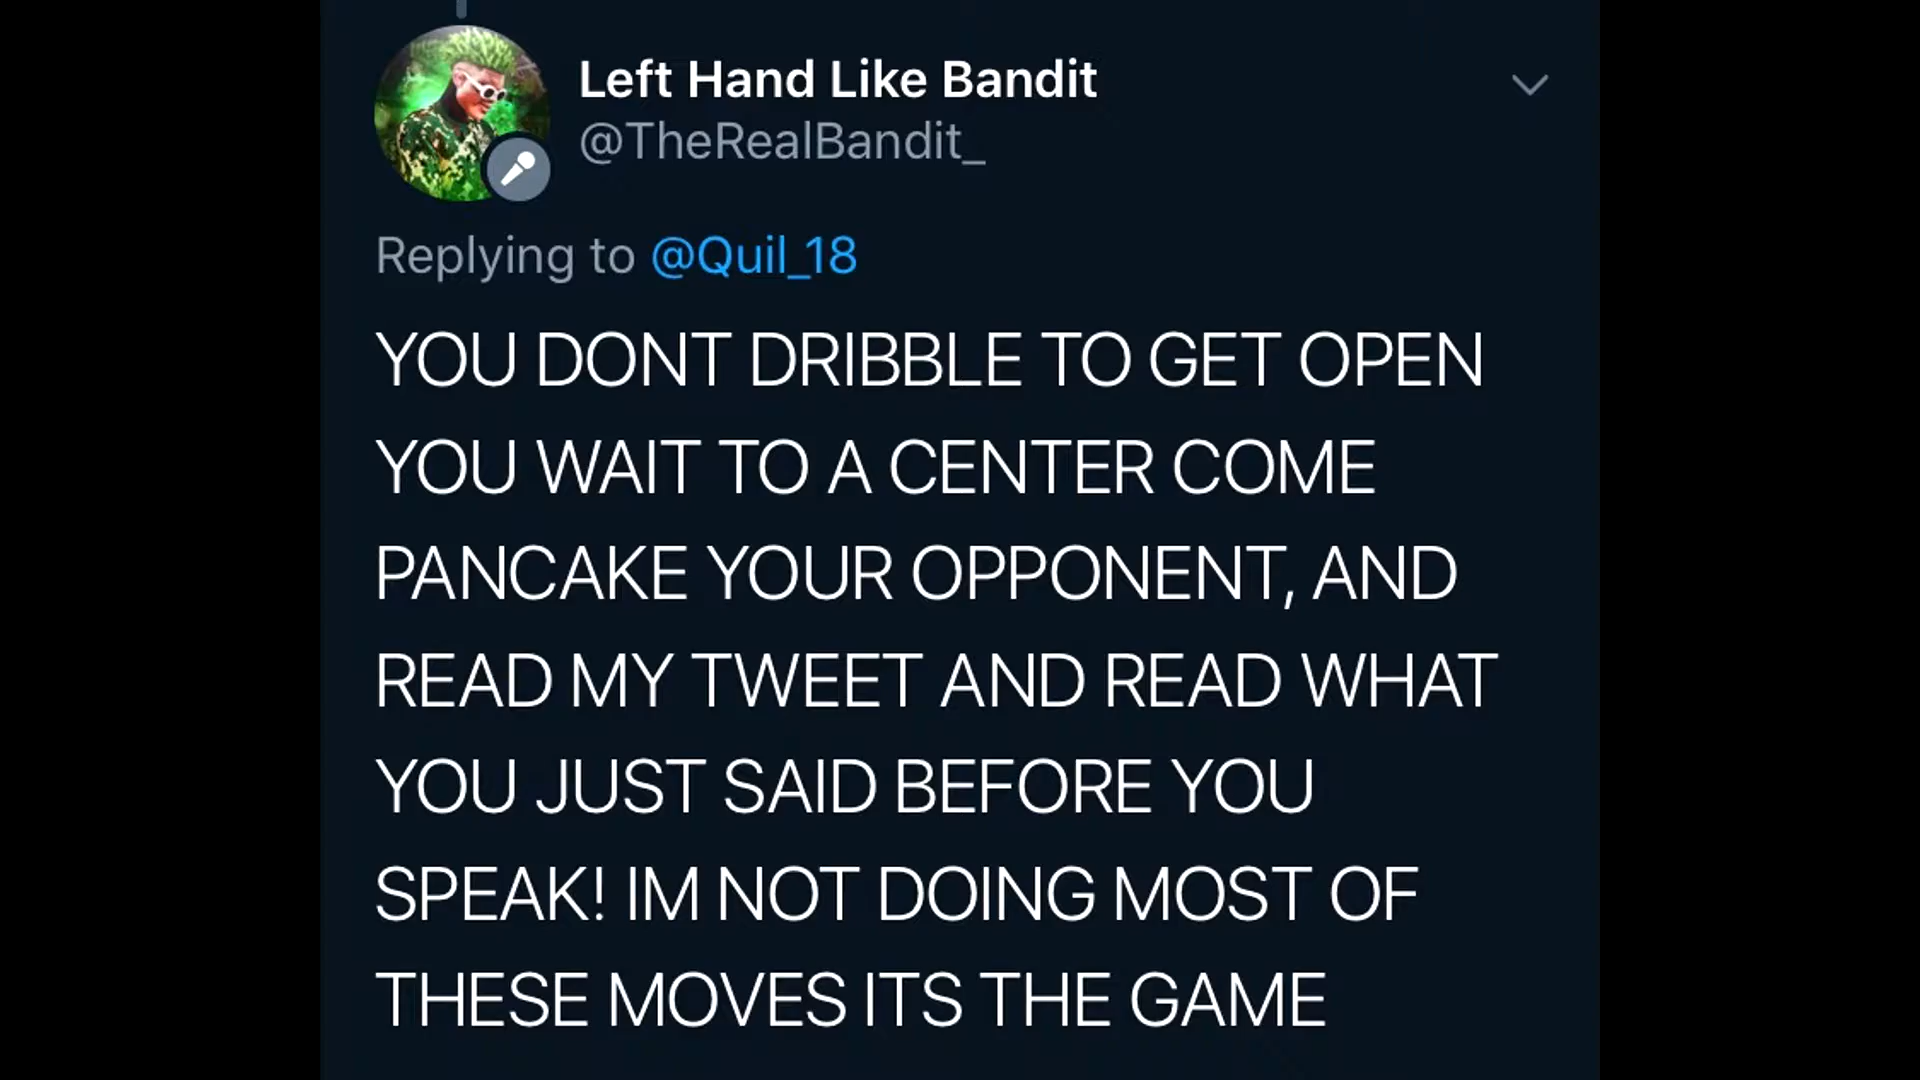 Left Hand Like Bandit
@TheRealBandit_
Replying to @Quil_18
YOU DONT DRIBBLE TO GET OPEN
YOU WAIT TO A CENTER COME
PANCAKE YOUR OPPONENT, AND
READ MY TWEET AND READ WHAT
YOU JUST SAID BEFORE YOU
SPEAK! IM NOT DOING MOST OF
THESE MOVES ITS THE GAME